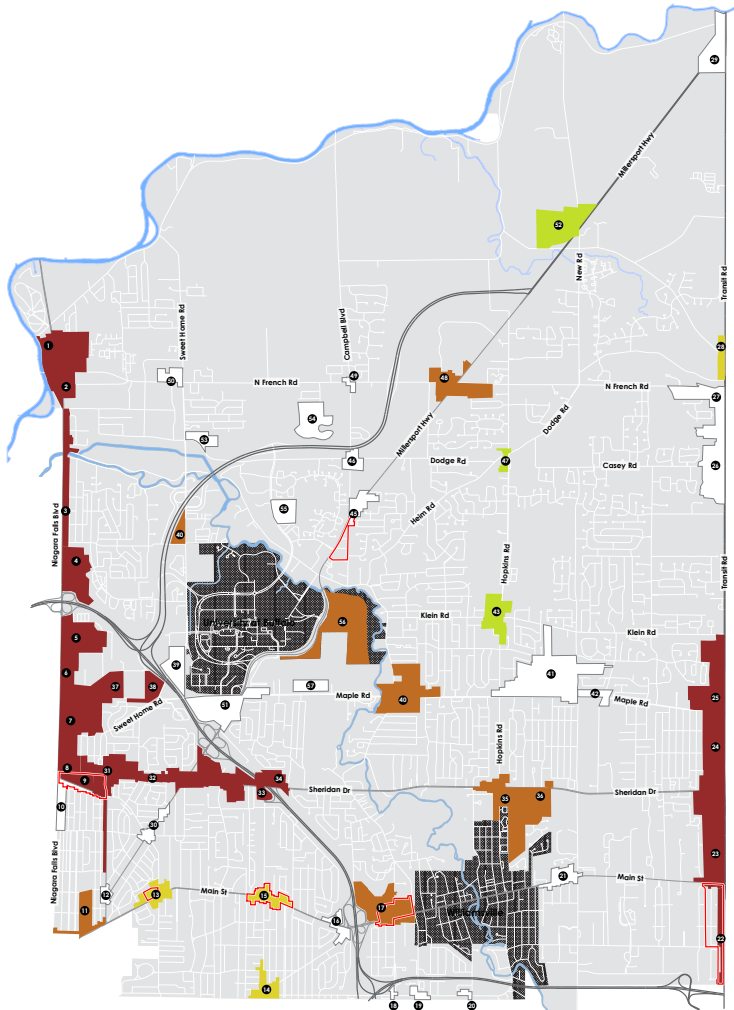 29
Millersport Hwy
52
New Rd
Transit Rd
Sweet Home Rd
Campbell Blvd
1
28
2
50
N French Rd
49
48
N French Rd
27
54
Dodge Rd
53
Millersport Hwy
46
Dodge Rd
47
Casey Rd
26
55
45
Heim Rd
Niagara Falls Blvd
3
40
4
Hopkins Rd
Transit Rd
43
Klein Rd
56
5
Klein Rd
39
6
37
38
57
Maple Rd
40
41
42
Maple Rd
25
51
Sweet Home Rd
7
24
8
31
9
32
34
33
Sheridan Dr
Hopkins Rd
35
36
Sheridan Dr
10
30
23
Niagara Falls Blvd
12
13
Main St
15
21
Main St
11
17
16
Williamsville
22
14
18
19
20